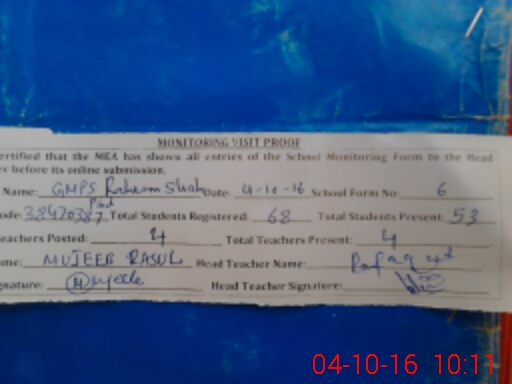 MONITORING VISIT PROOF
ertified that the MEA has shown all entries of the School Monitoring Form to the Head
er before its online submission.
Name: GMPS Raheem Shah Date: 4-10-16 School Form No: 6
ode: Total Students Registered: 68 Total Students Present: 53
eachers Posted: 4 Total Teachers Present: 4
me: MUJEEB RASUL Head Teacher Name: Rafaqat
gnature: Mujeeb Head Teacher Signature:
04-10-16 10:11